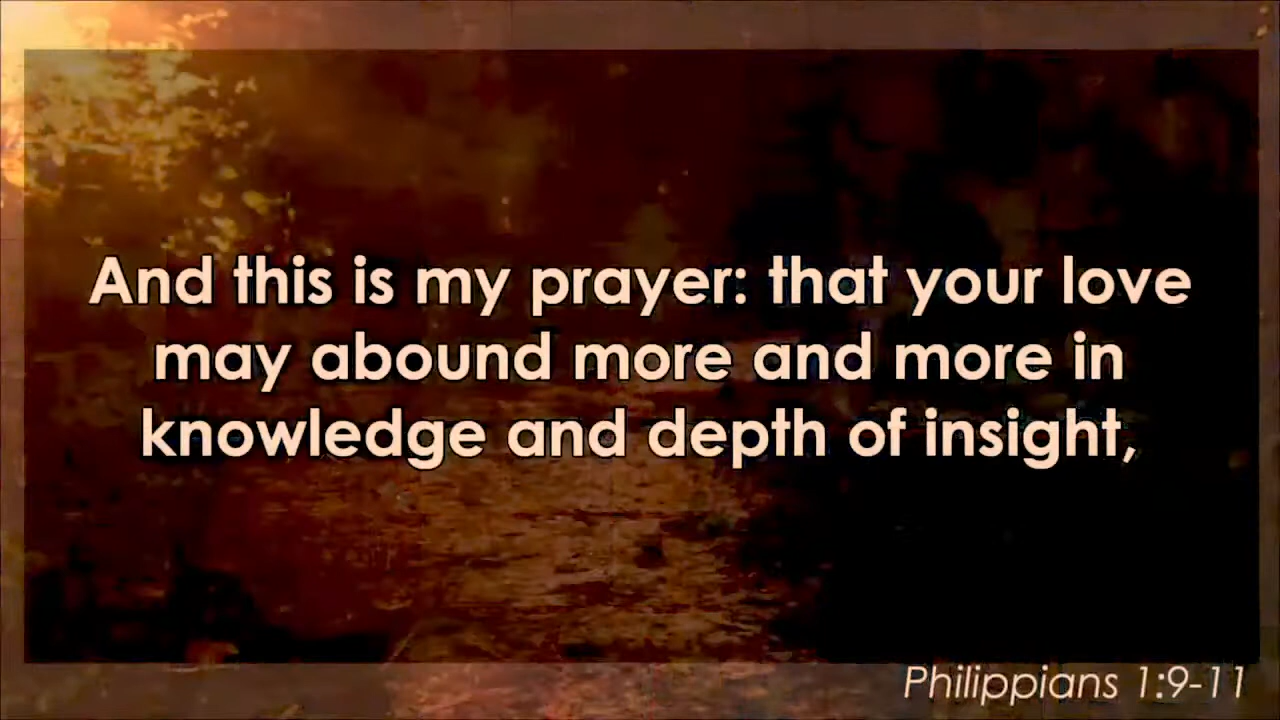 And this is my prayer: that your love
may abound more and more in
knowledge and depth of insight,
Philippians 1:9-11